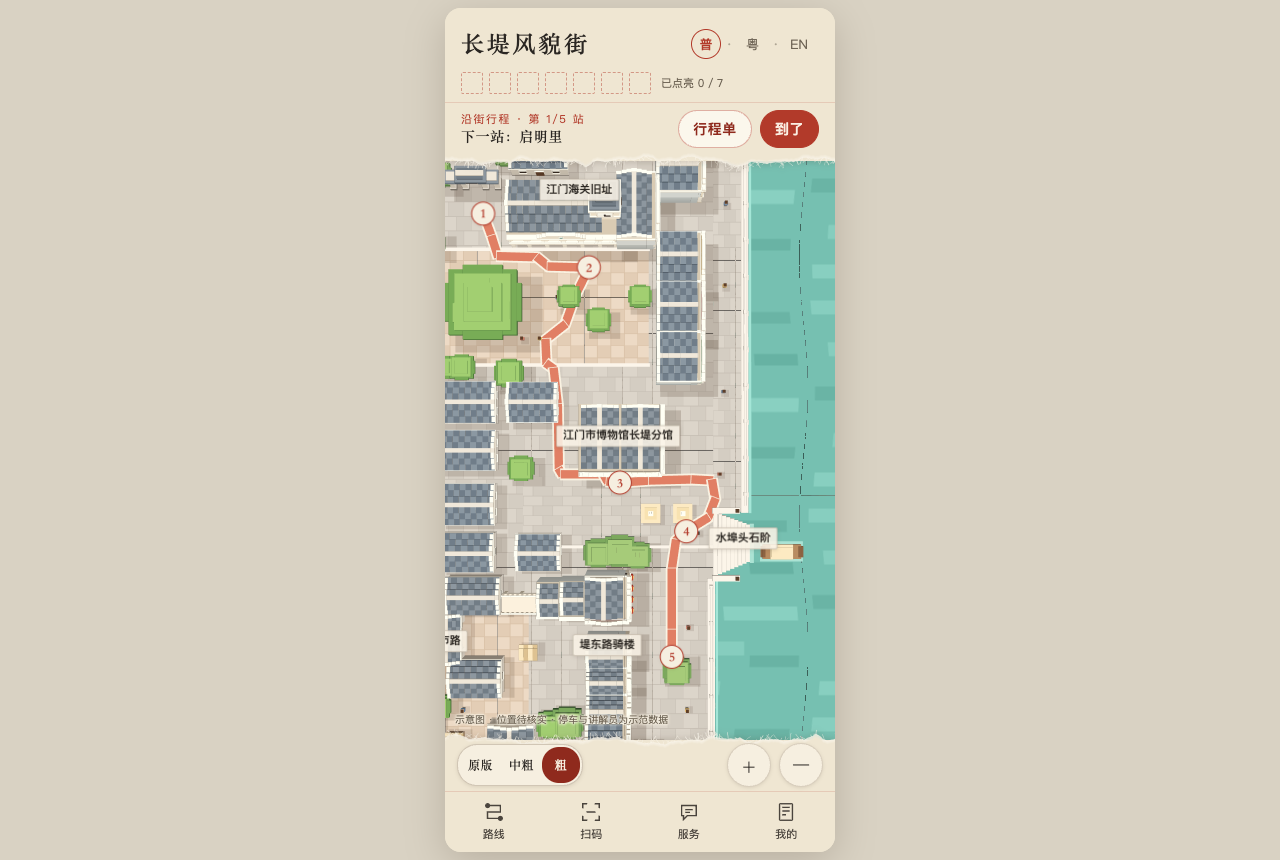 长堤风貌街
普 · 粤 · EN
已点亮 0 / 7
沿街行程 · 第 1/5 站
下一站：启明里
行程单
到了
江门海关旧址
1
2
江门市博物馆长堤分馆
3
4
水埠头石阶
路
堤东路骑楼
5
示意图 · 位置待核实 · 停车与讲解员为示范数据
原版
中粗
粗
+
—
路线
扫码
服务
我的